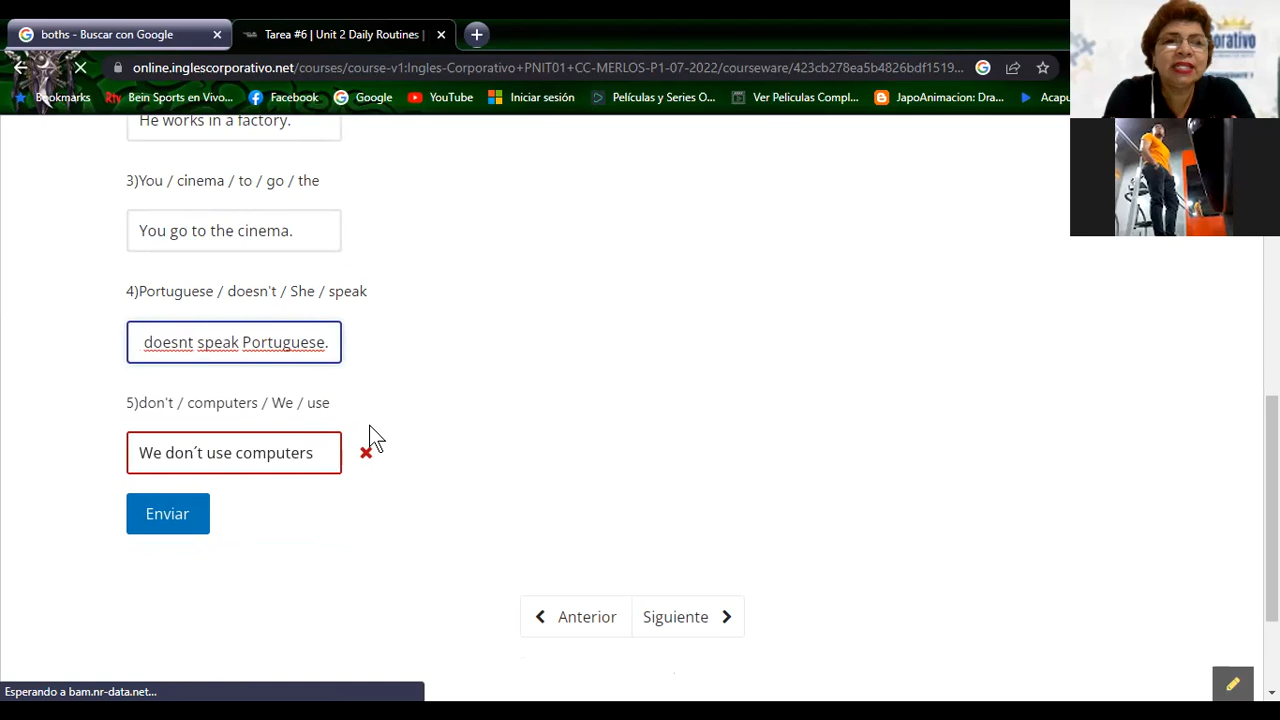 boths - Buscar con Google
Tarea #6 | Unit 2 Daily Routines |
online.inglescorporativo.net/courses/course-v1:Ingles-Corporativo+PNIT01+CC-MERLOS-P1-07-2022/courseware/423cb278ea5b4826bdf1519...
Bookmarks
Bein Sports en Vivo...
Facebook
Google
YouTube
Iniciar sesión
Películas y Series O...
Ver Peliculas Compl...
JapoAnimacion: Dra...
Acapu
orativo
He works in a factory.
3)You / cinema / to / go / the
You go to the cinema.
4)Portuguese / doesn't / She / speak
doesnt speak Portuguese.
5)don't / computers / We / use
We don´t use computers
Enviar
Anterior
Siguiente
Esperando a bam.nr-data.net...